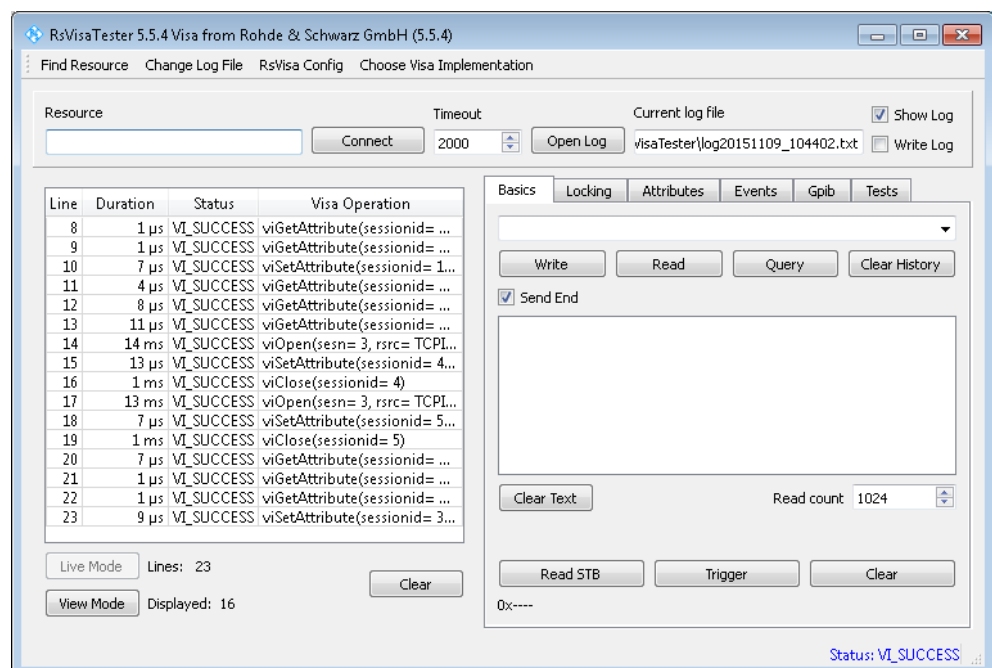 RsVisaTester 5.5.4 Visa from Rohde & Schwarz GmbH (5.5.4)
Find Resource Change Log File RsVisa Config Choose Visa Implementation
Resource Timeout Current log file Show Log
Connect 2000 Open Log visaTester\log20151109_104402.txt Write Log
Basics Locking Attributes Events Gpib Tests
Line Duration Status Visa Operation
8 1 µs VI_SUCCESS viGetAttribute(sessionid= ...
9 1 µs VI_SUCCESS viGetAttribute(sessionid= ...
10 7 µs VI_SUCCESS viSetAttribute(sessionid= 1...
11 4 µs VI_SUCCESS viGetAttribute(sessionid= ...
12 8 µs VI_SUCCESS viGetAttribute(sessionid= ...
13 11 µs VI_SUCCESS viGetAttribute(sessionid= ...
14 14 ms VI_SUCCESS viOpen(sesn= 3, rsrc= TCPI...
15 13 µs VI_SUCCESS viSetAttribute(sessionid= 4...
16 1 ms VI_SUCCESS viClose(sessionid= 4)
17 13 ms VI_SUCCESS viOpen(sesn= 3, rsrc= TCPI...
18 7 µs VI_SUCCESS viSetAttribute(sessionid= 5...
19 1 ms VI_SUCCESS viClose(sessionid= 5)
20 7 µs VI_SUCCESS viGetAttribute(sessionid= ...
21 1 µs VI_SUCCESS viGetAttribute(sessionid= ...
22 1 µs VI_SUCCESS viGetAttribute(sessionid= ...
23 9 µs VI_SUCCESS viSetAttribute(sessionid= 3...
Write Read Query Clear History
Send End
Clear Text Read count 1024
Live Mode Lines: 23
Clear
View Mode Displayed: 16
Read STB Trigger Clear
0x----
Status: VI_SUCCESS